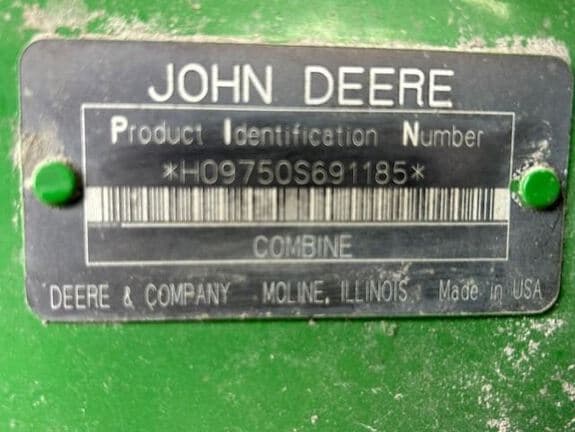 JOHN DEERE
Product Identification Number
*H09750S691185*
COMBINE
DEERE & COMPANY MOLINE, ILLINOIS Made in USA